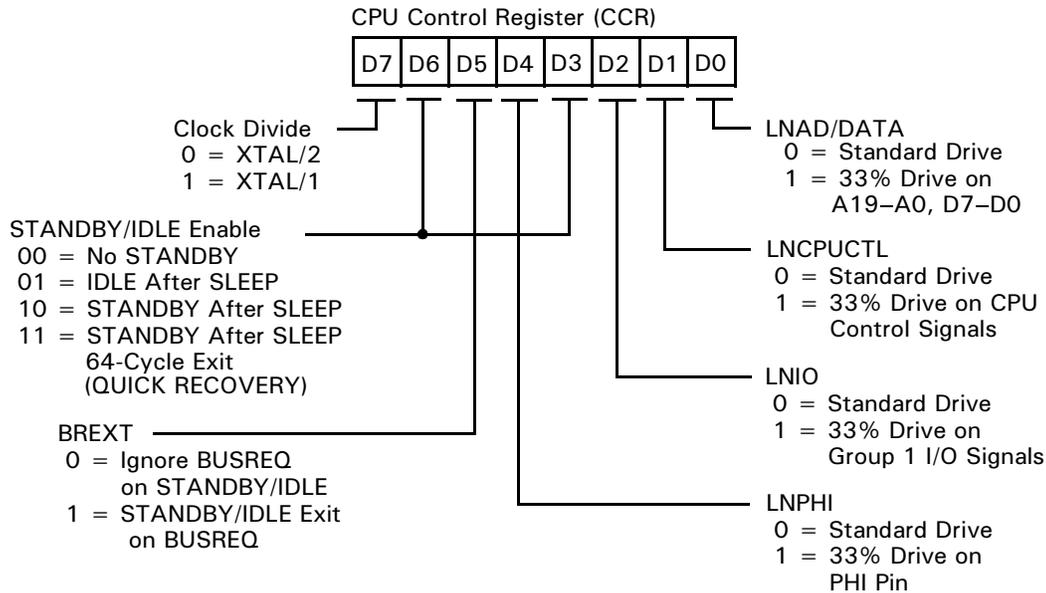 CPU Control Register (CCR)
D7 D6 D5 D4 D3 D2 D1 D0
Clock Divide
0 = XTAL/2
1 = XTAL/1
STANDBY/IDLE Enable
00 = No STANDBY
01 = IDLE After SLEEP
10 = STANDBY After SLEEP
11 = STANDBY After SLEEP
64-Cycle Exit
(QUICK RECOVERY)
BREXT
0 = Ignore BUSREQ
on STANDBY/IDLE
1 = STANDBY/IDLE Exit
on BUSREQ
LNAD/DATA
0 = Standard Drive
1 = 33% Drive on
A19–A0, D7–D0
LNCPUCTL
0 = Standard Drive
1 = 33% Drive on CPU
Control Signals
LNIO
0 = Standard Drive
1 = 33% Drive on
Group 1 I/O Signals
LNPHI
0 = Standard Drive
1 = 33% Drive on
PHI Pin